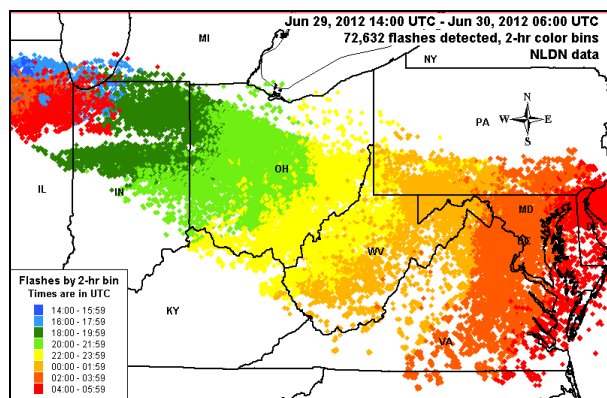 Jun 29, 2012 14:00 UTC - Jun 30, 2012 06:00 UTC
72,632 flashes detected, 2-hr color bins
NLDN data
MI
NY
PA
N
W E
S
OH
IL
IN
MD
DE
DC
WV
KY
VA
Flashes by 2-hr bin
Times are in UTC
14:00 - 15:59
16:00 - 17:59
18:00 - 19:59
20:00 - 21:59
22:00 - 23:59
00:00 - 01:59
02:00 - 03:59
04:00 - 05:59